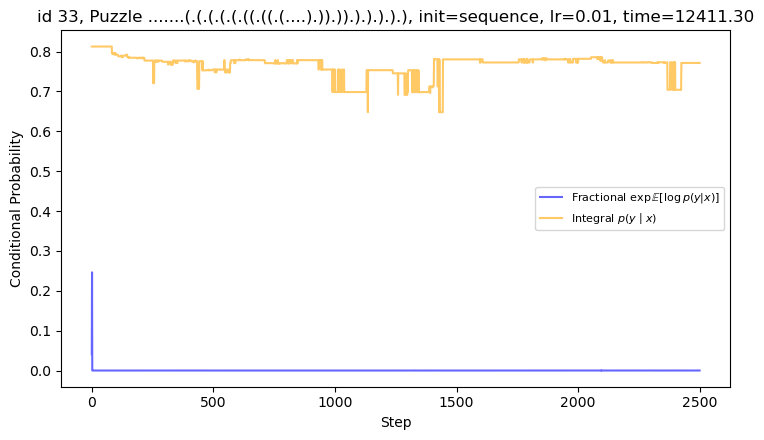 id 33, Puzzle .......(.(.(.(.(.((.((.(....).)).)).).).).).).), init=sequence, lr=0.01, time=12411.30
Conditional Probability
0.8
0.7
0.6
0.5
0.4
0.3
0.2
0.1
0.0
Fractional exp𝔼[log p(y|x)]
Integral p(y | x)
0 500 1000 1500 2000 2500
Step